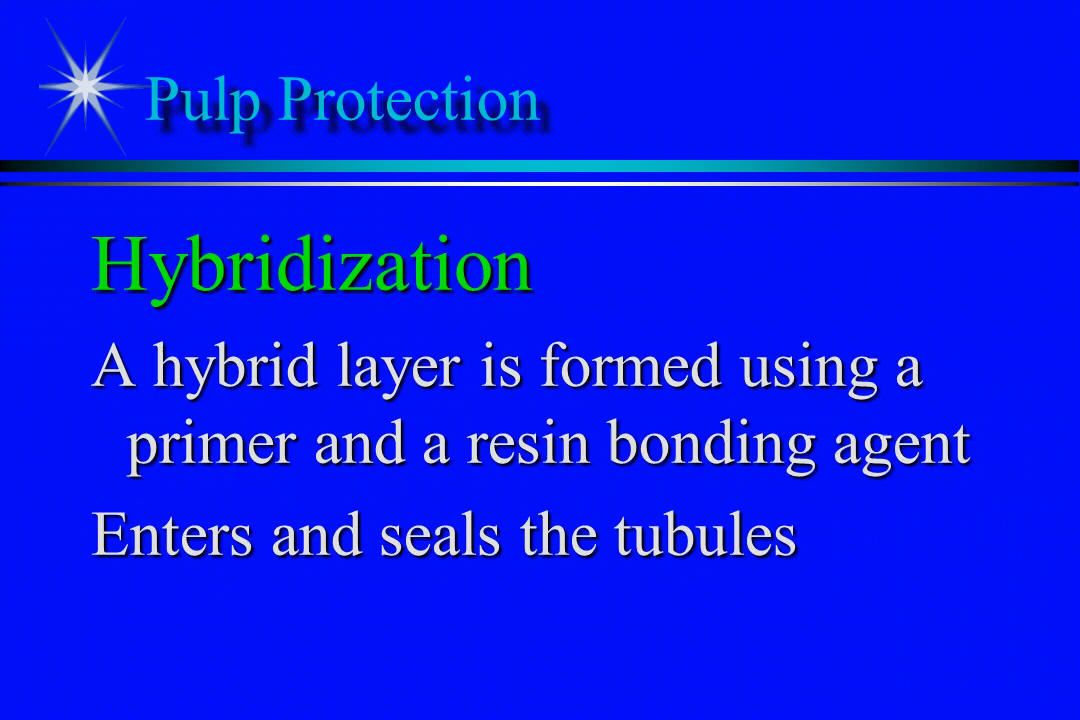 Pulp Protection
Hybridization
A hybrid layer is formed using a
primer and a resin bonding agent
Enters and seals the tubules